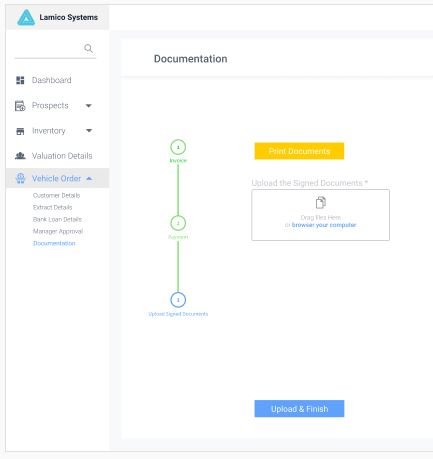 Lamico Systems
Dashboard
Prospects
Inventory
Valuation Details
Vehicle Order
Customer Details
Extract Details
Bank Loan Details
Manager Approval
Documentation
Documentation
1
Invoice
2
Payment
3
Upload Signed Documents
Print Documents
Upload the Signed Documents *
Drag files Here
or browser your computer
Upload & Finish